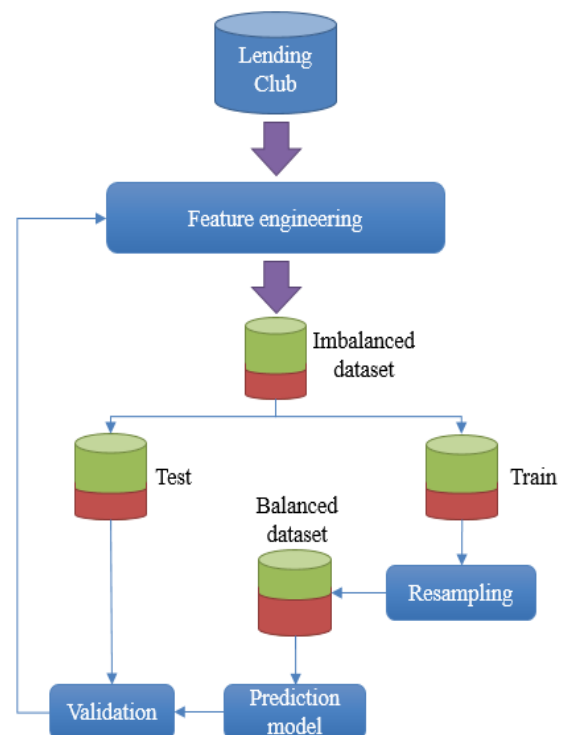 Lending
Club
Feature engineering
Imbalanced
dataset
Test
Train
Balanced
dataset
Resampling
Validation
Prediction
model